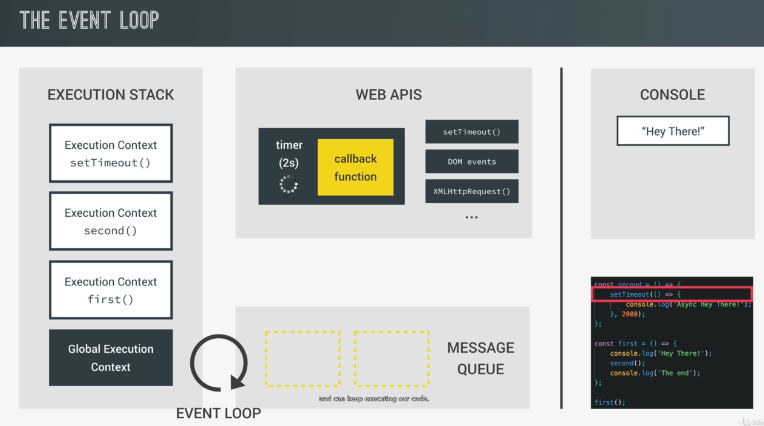 THE EVENT LOOP
EXECUTION STACK
Execution Context
setTimeout()
Execution Context
second()
Execution Context
first()
Global Execution
Context
WEB APIS
timer
(2s)
callback
function
setTimeout()
DOM events
XMLHttpRequest()
...
CONSOLE
“Hey There!”
MESSAGE
QUEUE
EVENT LOOP
and can keep executing our code.
const second = () => {
setTimeout(() => {
console.log('Async Hey There!');
}, 2000);
};
const first = () => {
console.log('Hey There!');
second();
console.log('The end');
};
first();